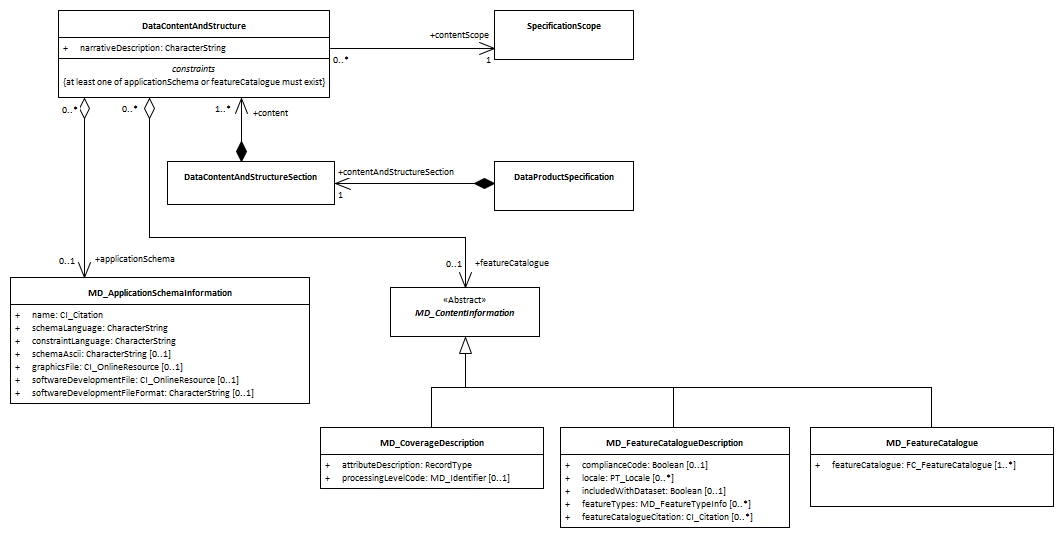 DataContentAndStructure
+ narrativeDescription: CharacterString
constraints
{at least one of applicationSchema or featureCatalogue must exist}
SpecificationScope
+contentScope
0..*
1
0..*
0..*
1..*
+content
DataContentAndStructureSection
+contentAndStructureSection
1
DataProductSpecification
0..1
+applicationSchema
0..1
+featureCatalogue
MD_ApplicationSchemaInformation
+ name: CI_Citation
+ schemaLanguage: CharacterString
+ constraintLanguage: CharacterString
+ schemaAscii: CharacterString [0..1]
+ graphicsFile: CI_OnlineResource [0..1]
+ softwareDevelopmentFile: CI_OnlineResource [0..1]
+ softwareDevelopmentFileFormat: CharacterString [0..1]
«Abstract»
MD_ContentInformation
MD_CoverageDescription
+ attributeDescription: RecordType
+ processingLevelCode: MD_Identifier [0..1]
MD_FeatureCatalogueDescription
+ complianceCode: Boolean [0..1]
+ locale: PT_Locale [0..*]
+ includedWithDataset: Boolean [0..1]
+ featureTypes: MD_FeatureTypeInfo [0..*]
+ featureCatalogueCitation: CI_Citation [0..*]
MD_FeatureCatalogue
+ featureCatalogue: FC_FeatureCatalogue [1..*]